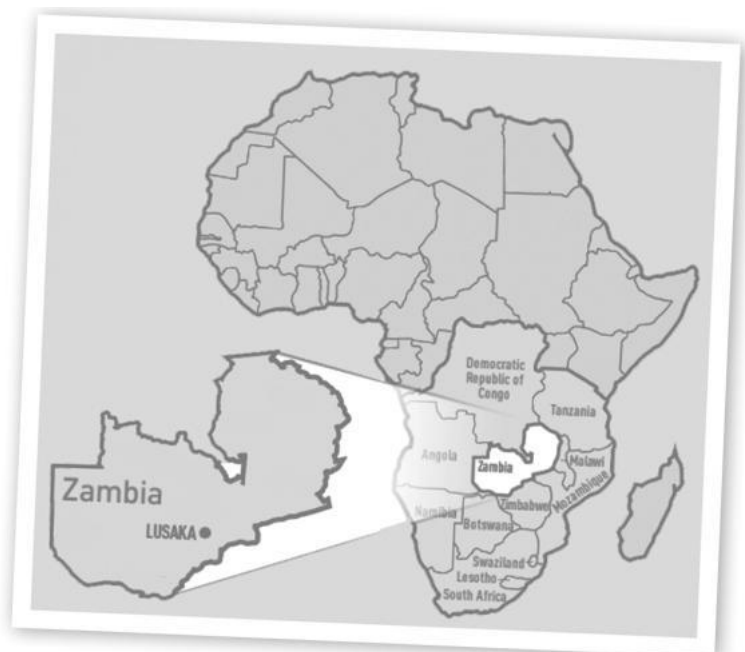 Democratic
Republic of
Congo
Tanzania
Angola
Zambia
Malawi
Mozambique
Zambia
LUSAKA
Namibia
Zimbabwe
Botswana
Swaziland
Lesotho
South Africa